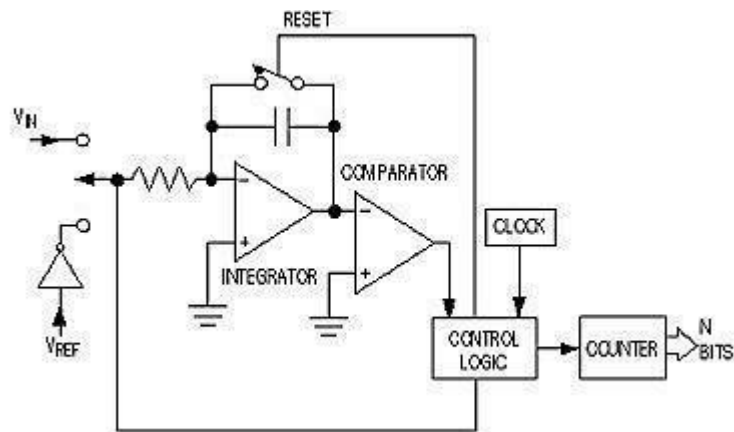 RESET
VIN
COMPARATOR
CLOCK
INTEGRATOR
VREF
CONTROL
LOGIC
COUNTER
N
BITS